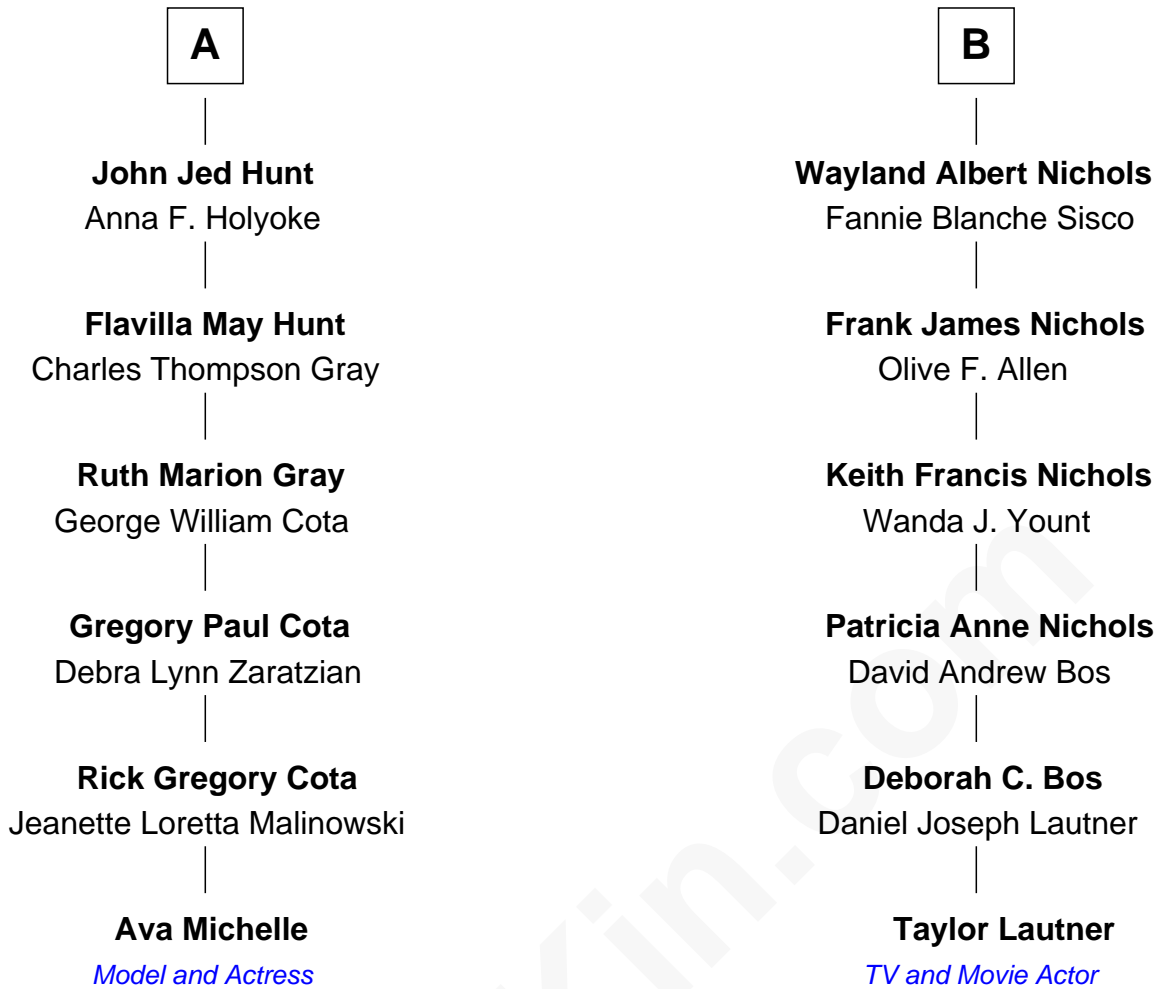 A
John Jed Hunt
Anna F. Holyoke
Flavilla May Hunt
Charles Thompson Gray
Ruth Marion Gray
George William Cota
Gregory Paul Cota
Debra Lynn Zaratzian
Rick Gregory Cota
Jeanette Loretta Malinowski
Ava Michelle
Model and Actress
B
Wayland Albert Nichols
Fannie Blanche Sisco
Frank James Nichols
Olive F. Allen
Keith Francis Nichols
Wanda J. Yount
Patricia Anne Nichols
David Andrew Bos
Deborah C. Bos
Daniel Joseph Lautner
Taylor Lautner
TV and Movie Actor
Kin.com